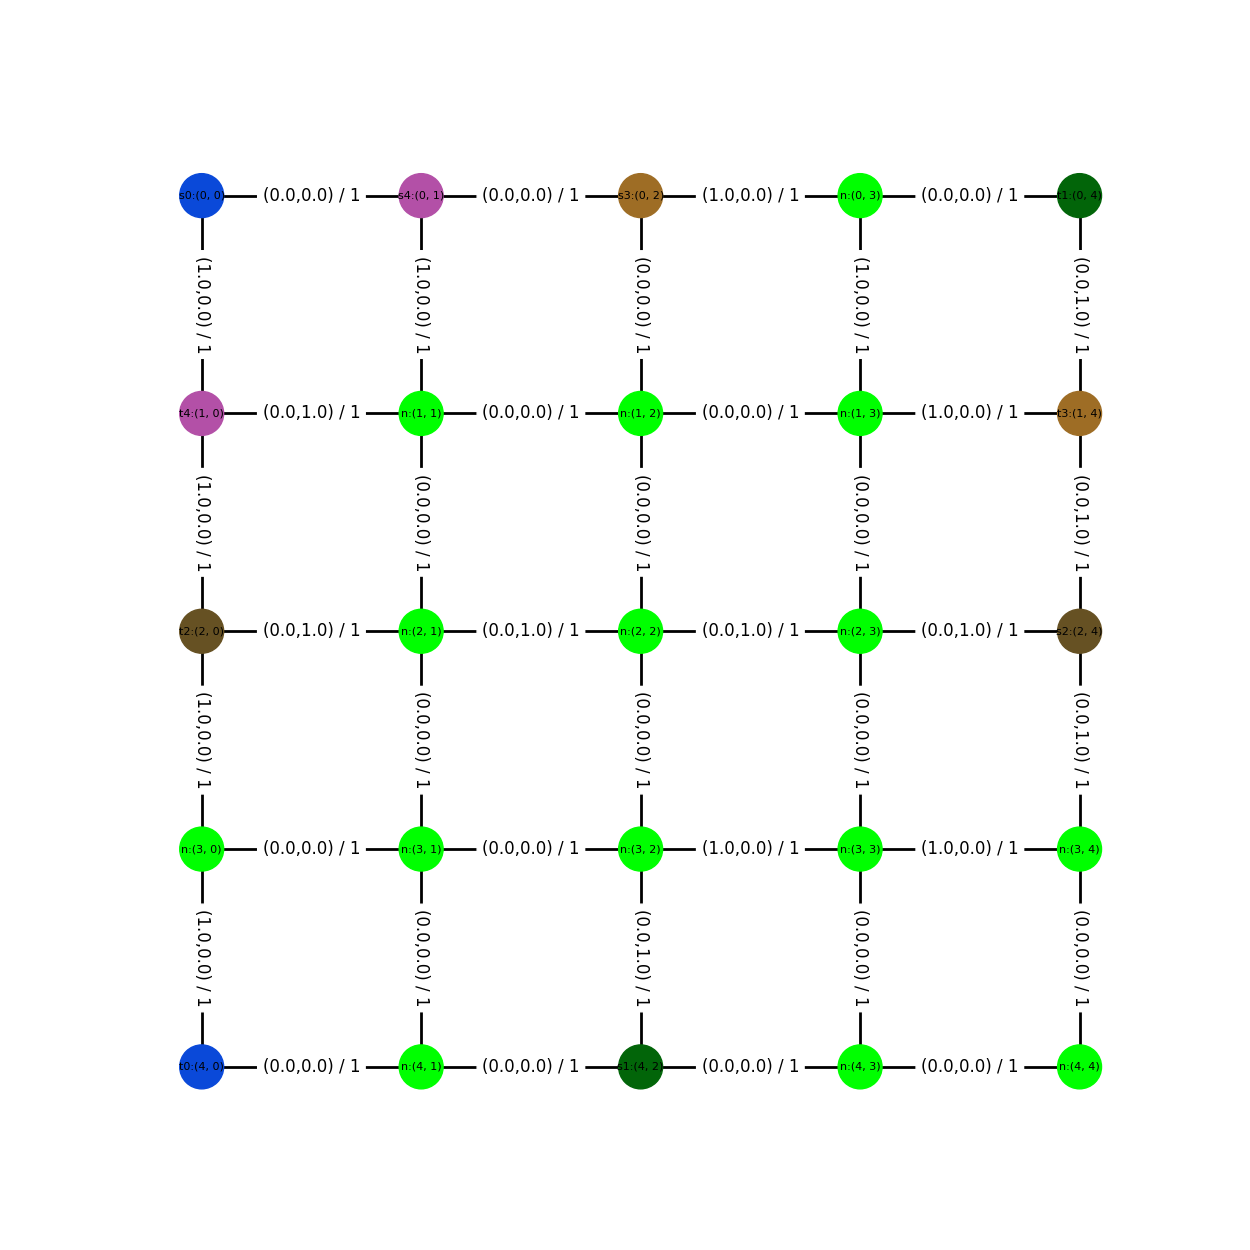 s0:(0, 0) (0.0,0.0) / 1 s4:(0, 1) (0.0,0.0) / 1 s3:(0, 2) (1.0,0.0) / 1 n:(0, 3) (0.0,0.0) / 1 t1:(0, 4)
(1.0,0.0) / 1 (1.0,0.0) / 1 (0.0,0.0) / 1 (1.0,0.0) / 1 (0.0,1.0) / 1
t4:(1, 0) (0.0,1.0) / 1 n:(1, 1) (0.0,0.0) / 1 n:(1, 2) (0.0,0.0) / 1 n:(1, 3) (1.0,0.0) / 1 t3:(1, 4)
(1.0,0.0) / 1 (0.0,0.0) / 1 (0.0,0.0) / 1 (0.0,0.0) / 1 (0.0,1.0) / 1
t2:(2, 0) (0.0,1.0) / 1 n:(2, 1) (0.0,1.0) / 1 n:(2, 2) (0.0,1.0) / 1 n:(2, 3) (0.0,1.0) / 1 s2:(2, 4)
(1.0,0.0) / 1 (0.0,0.0) / 1 (0.0,0.0) / 1 (0.0,0.0) / 1 (0.0,1.0) / 1
n:(3, 0) (0.0,0.0) / 1 n:(3, 1) (0.0,0.0) / 1 n:(3, 2) (1.0,0.0) / 1 n:(3, 3) (1.0,0.0) / 1 n:(3, 4)
(1.0,0.0) / 1 (0.0,0.0) / 1 (0.0,1.0) / 1 (0.0,0.0) / 1 (0.0,0.0) / 1
t0:(4, 0) (0.0,0.0) / 1 n:(4, 1) (0.0,0.0) / 1 s1:(4, 2) (0.0,0.0) / 1 n:(4, 3) (0.0,0.0) / 1 n:(4, 4)